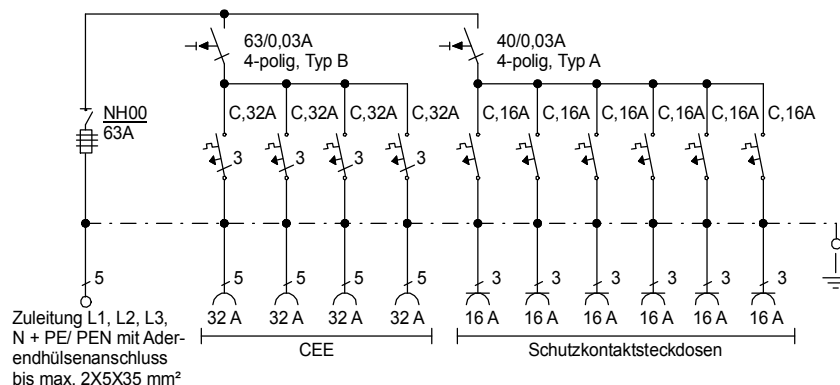 63/0,03A
4-polig, Typ B
40/0,03A
4-polig, Typ A
NH00
63A
C,32A C,32A C,32A C,32A C,16A C,16A C,16A C,16A C,16A C,16A
3 3 3 3
5 5 5 5 5 3 3 3 3 3 3
32 A 32 A 32 A 32 A 16 A 16 A 16 A 16 A 16 A 16 A
CEE
Schutzkontaktsteckdosen
Zuleitung L1, L2, L3,
N + PE/ PEN mit Ader-
endhülsenanschluss
bis max. 2X5X35 mm²